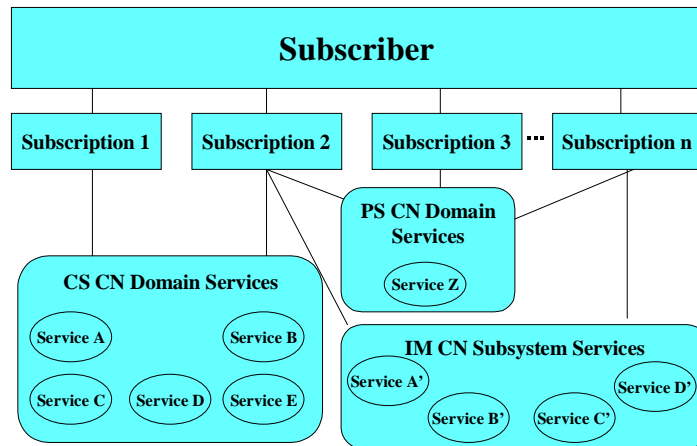 Subscriber
Subscription 1
Subscription 2
Subscription 3
...
Subscription n
PS CN Domain
Services
Service Z
CS CN Domain Services
Service A
Service B
Service C
Service D
Service E
IM CN Subsystem Services
Service A’
Service D’
Service B’
Service C’